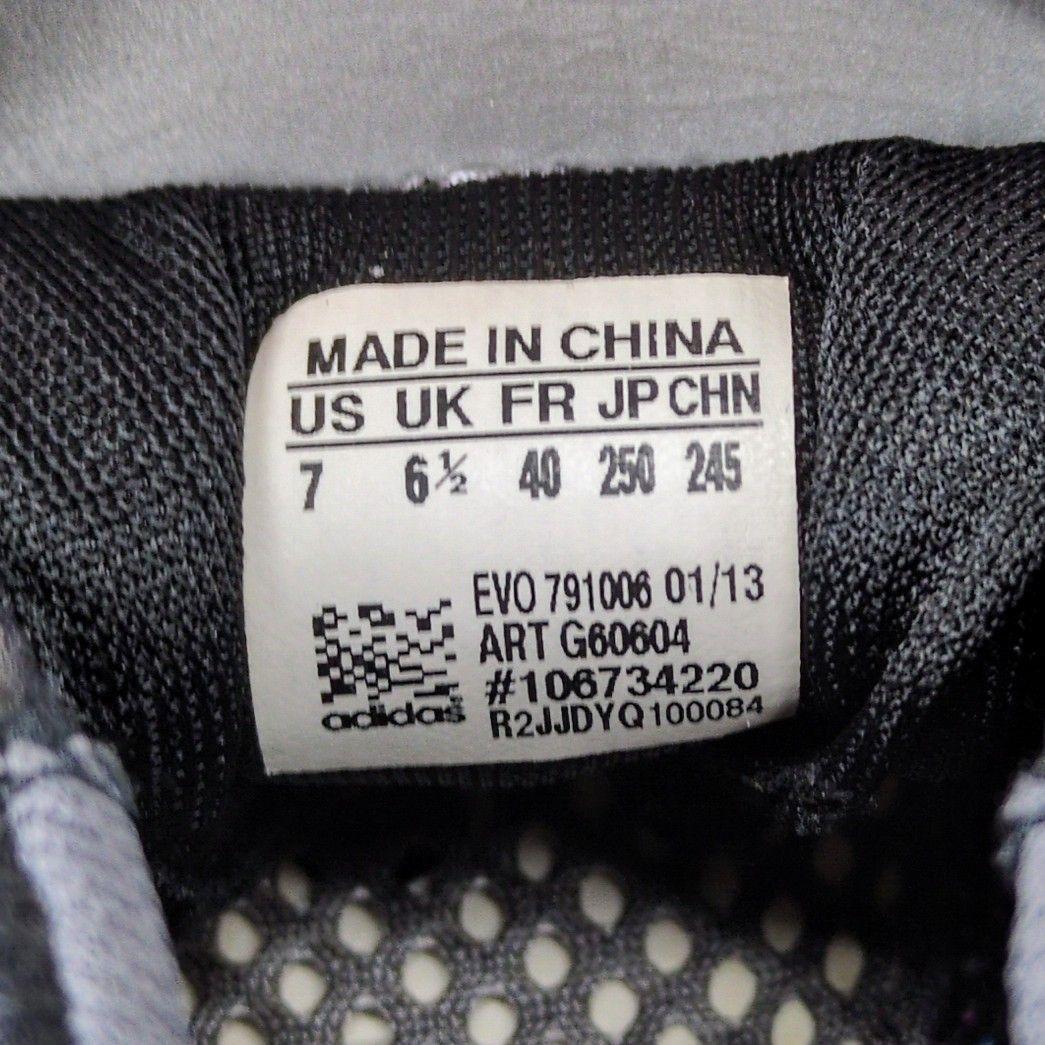 MADE IN CHINA
US UK FR JP CHN
7 6½ 40 250 245
EVO 791006 01/13
ART G60604
#106734220
adidas R2JJDYQ100084